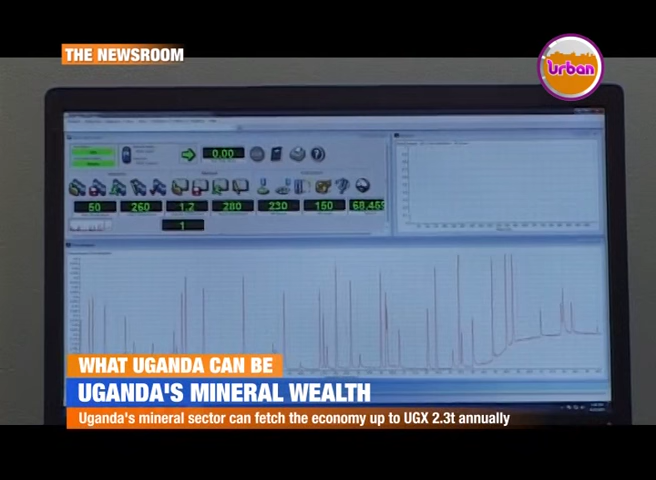 THE NEWSROOM
urban
0.00
50
260
1.2
280
230
150
68,465
1
WHAT UGANDA CAN BE
UGANDA'S MINERAL WEALTH
Uganda's mineral sector can fetch the economy up to UGX 2.3t annually